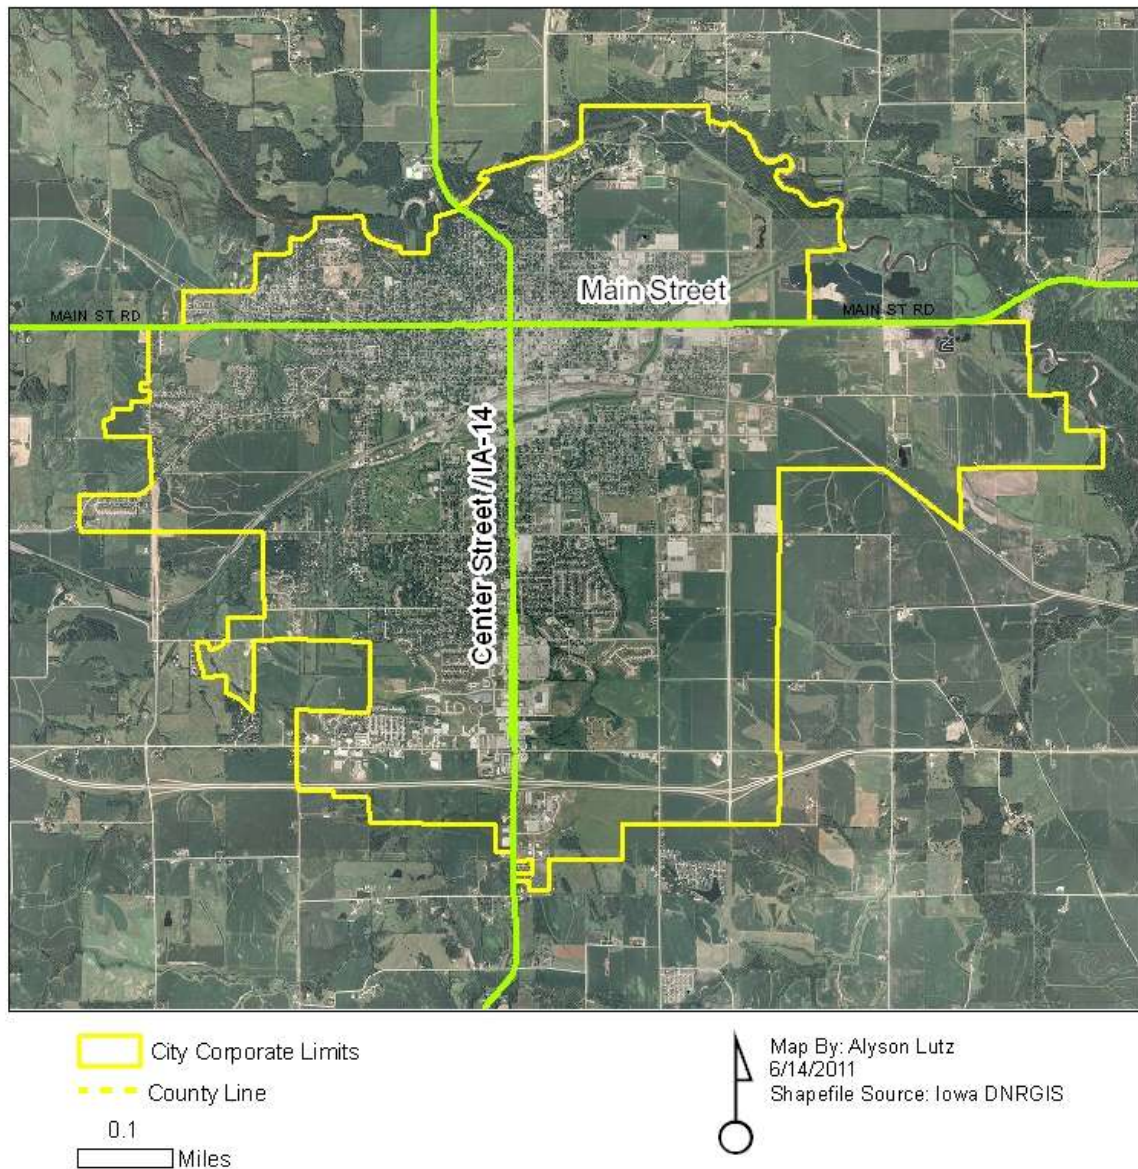 Main Street
MAIN ST RD
MAIN ST RD
Center Street//IA-14
City Corporate Limits
County Line
0.1
Miles
Map By: Alyson Lutz
6/14/2011
Shapefile Source: Iowa DNRGIS